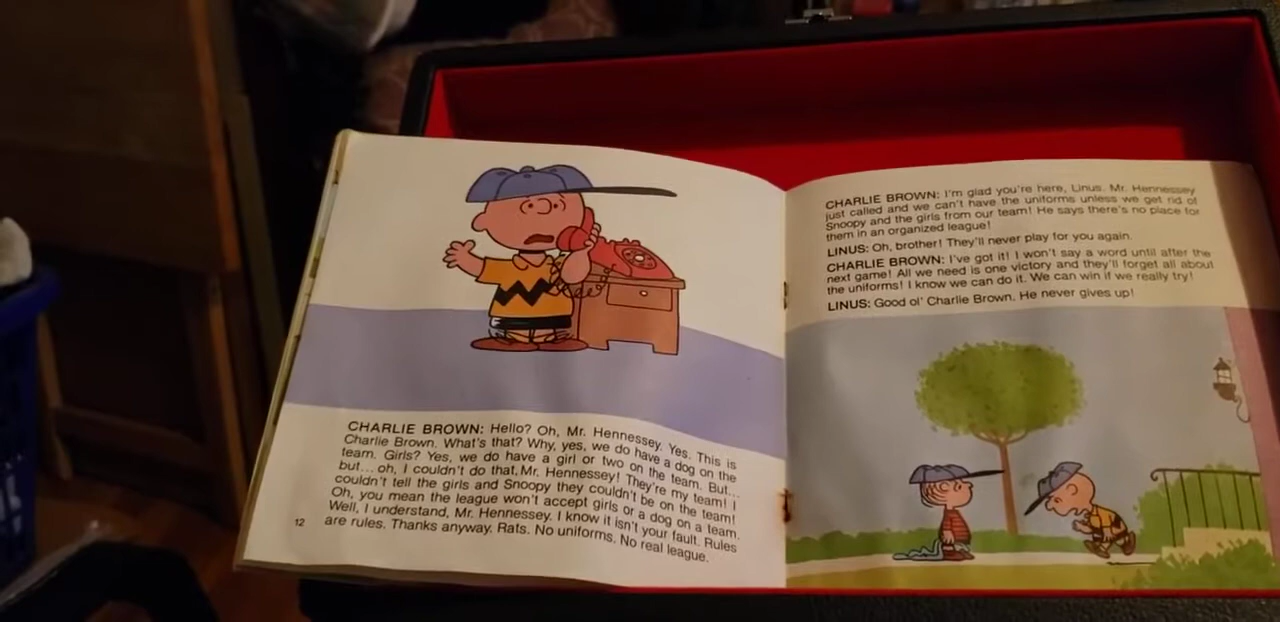 CHARLIE BROWN: Hello? Oh, Mr. Hennessey. Yes. This is
Charlie Brown. What's that? Why, yes, we do have a dog on the
team. Girls? Yes, we do have a girl or two on the team. But...
but... oh, I couldn't do that, Mr. Hennessey! They're my team! I
couldn't tell the girls and Snoopy they couldn't be on the team!
Oh, you mean the league won't accept girls or a dog on a team.
Well, I understand, Mr. Hennessey. I know it isn't your fault. Rules
are rules. Thanks anyway. Rats. No uniforms. No real league.
12
CHARLIE BROWN: I'm glad you're here, Linus. Mr. Hennessey
just called and we can't have the uniforms unless we get rid of
Snoopy and the girls from our team! He says there's no place for
them in an organized league!
LINUS: Oh, brother! They'll never play for you again.
CHARLIE BROWN: I've got it! I won't say a word until after the
next game! All we need is one victory and they'll forget all about
the uniforms! I know we can do it. We can win if we really try!
LINUS: Good ol' Charlie Brown. He never gives up!